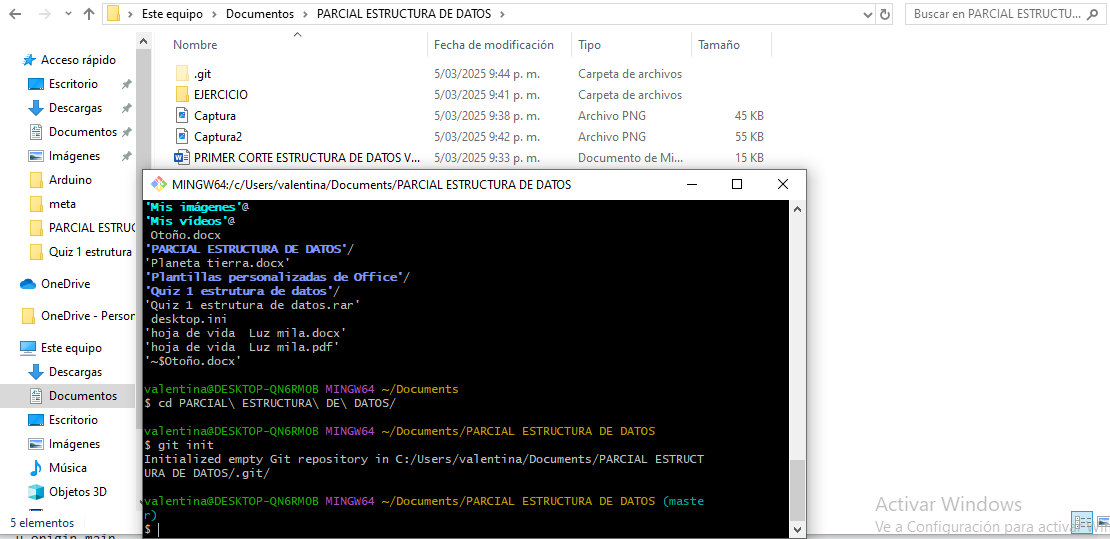 Este equipo > Documentos > PARCIAL ESTRUCTURA DE DATOS >
Buscar en PARCIAL ESTRUCTU...
Nombre Fecha de modificación Tipo Tamaño
.git 5/03/2025 9:44 p. m. Carpeta de archivos
EJERCICIO 5/03/2025 9:41 p. m. Carpeta de archivos
Captura 5/03/2025 9:38 p. m. Archivo PNG 45 KB
Captura2 5/03/2025 9:42 p. m. Archivo PNG 55 KB
PRIMER CORTE ESTRUCTURA DE DATOS V... 5/03/2025 9:33 p. m. Documento de Mi... 15 KB
Acceso rápido
Escritorio
Descargas
Documentos
Imágenes
Arduino
meta
PARCIAL ESTRUC
Quiz 1 estrutura
OneDrive
OneDrive - Person
Este equipo
Descargas
Documentos
Escritorio
Imágenes
Música
Objetos 3D
5 elementos
MINGW64:/c/Users/valentina/Documents/PARCIAL ESTRUCTURA DE DATOS
'Mis imágenes'@
'Mis vídeos'@
Otoño.docx
'PARCIAL ESTRUCTURA DE DATOS'/
'Planeta tierra.docx'
'Plantillas personalizadas de Office'/
'Quiz 1 estrutura de datos'/
'Quiz 1 estrutura de datos.rar'
desktop.ini
'hoja de vida  Luz mila.docx'
'hoja de vida  Luz mila.pdf'
'~$Otoño.docx'
valentina@DESKTOP-QN6RMOB MINGW64 ~/Documents
$ cd PARCIAL\ ESTRUCTURA\ DE\ DATOS/
valentina@DESKTOP-QN6RMOB MINGW64 ~/Documents/PARCIAL ESTRUCTURA DE DATOS
$ git init
Initialized empty Git repository in C:/Users/valentina/Documents/PARCIAL ESTRUCT
URA DE DATOS/.git/
valentina@DESKTOP-QN6RMOB MINGW64 ~/Documents/PARCIAL ESTRUCTURA DE DATOS (maste
r)
$
Activar Windows
Ve a Configuración para activar Win
origin main